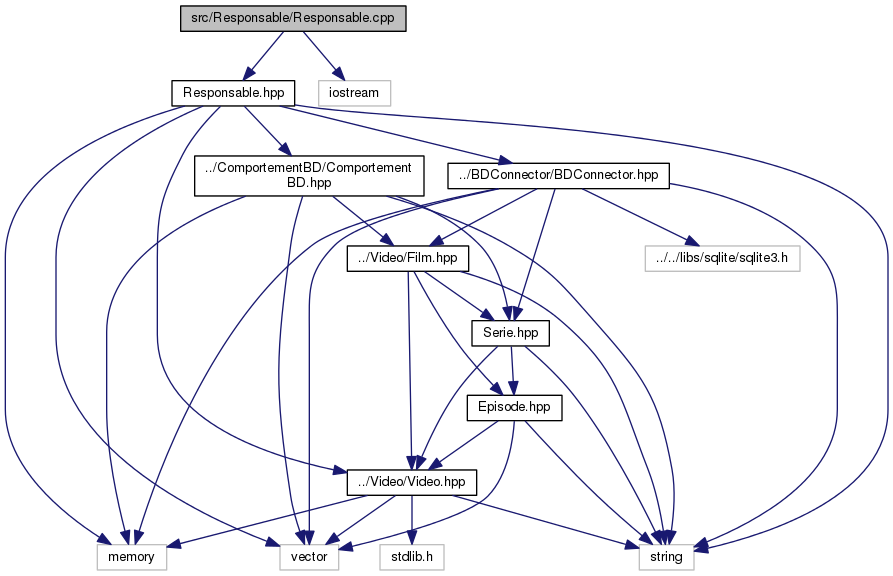 src/Responsable/Responsable.cpp
Responsable.hpp
iostream
../ComportementBD/Comportement
BD.hpp
../BDConnector/BDConnector.hpp
../Video/Film.hpp
../../libs/sqlite/sqlite3.h
Serie.hpp
Episode.hpp
../Video/Video.hpp
memory
vector
stdlib.h
string